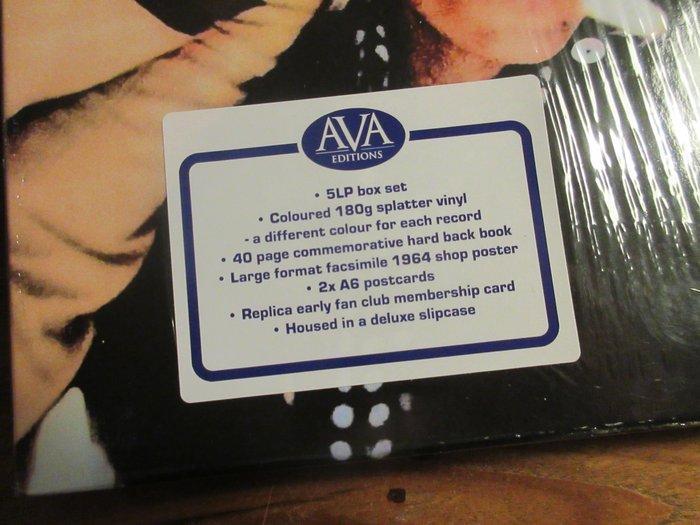 AVA
EDITIONS
• 5LP box set
• Coloured 180g splatter vinyl
- a different colour for each record
• 40 page commemorative hard back book
• Large format facsimile 1964 shop poster
• 2x A6 postcards
• Replica early fan club membership card
• Housed in a deluxe slipcase